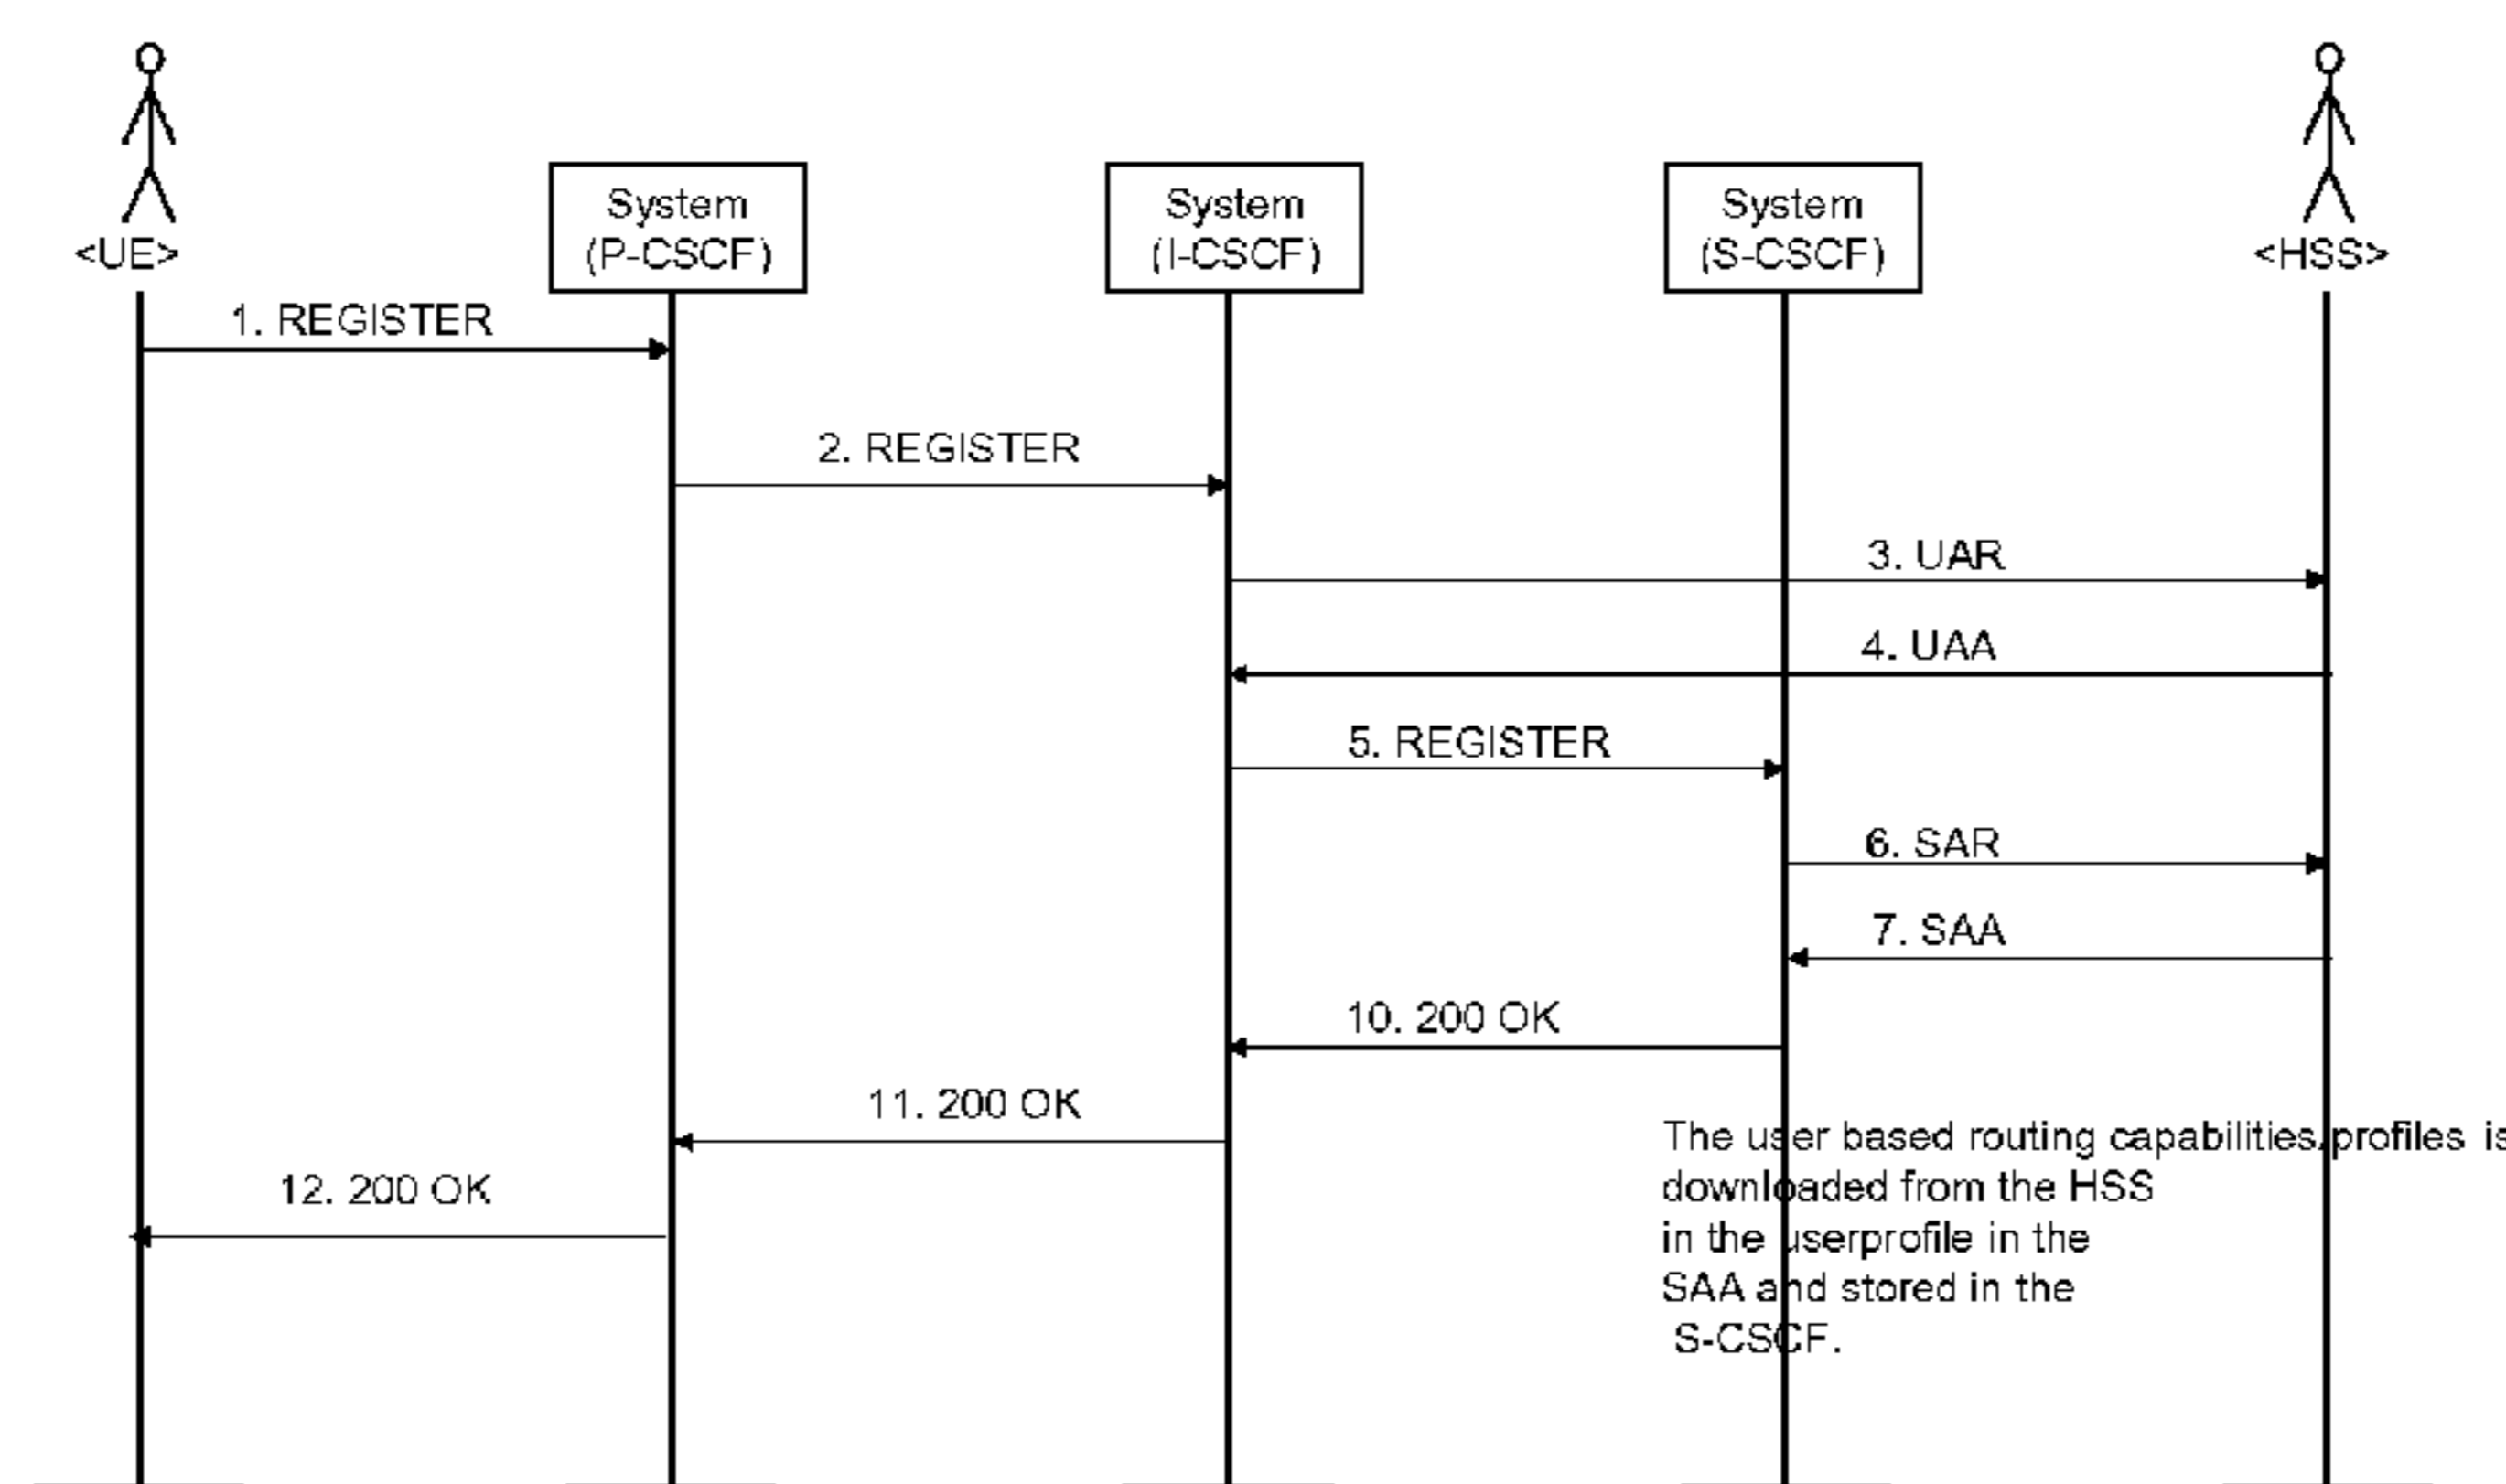 <UE>
System
(P-CSCF)
System
(I-CSCF)
System
(S-CSCF)
<HSS>
1. REGISTER
2. REGISTER
3. UAR
4. UAA
5. REGISTER
6. SAR
7. SAA
10. 200 OK
11. 200 OK
12. 200 OK
The user based routing capabilities/profiles is
downloaded from the HSS
in the userprofile in the
SAA and stored in the
S-CSCF.